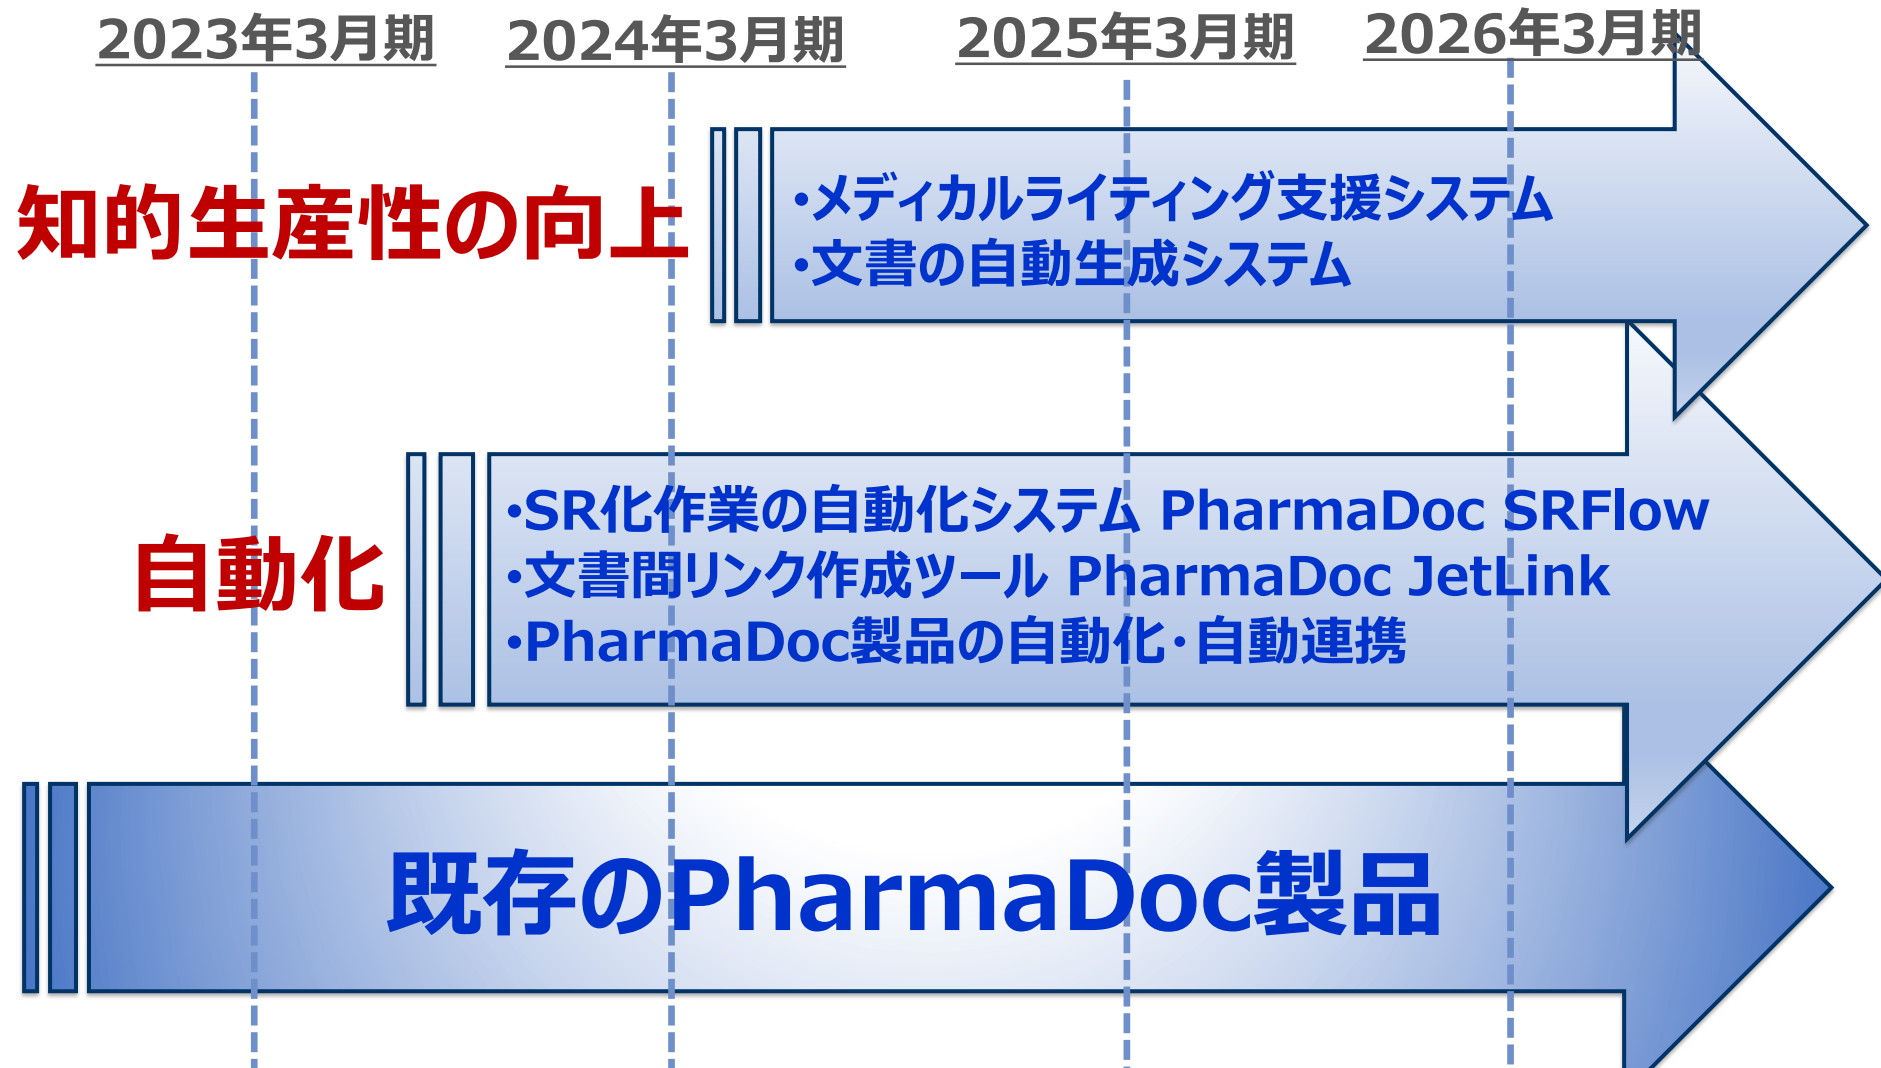 2023年3月期 2024年3月期 2025年3月期 2026年3月期
知的生産性の向上
・メディカルライティング支援システム
・文書の自動生成システム
自動化
・SR化作業の自動化システム PharmaDoc SRFlow
・文書間リンク作成ツール PharmaDoc JetLink
・PharmaDoc製品の自動化・自動連携
既存のPharmaDoc製品